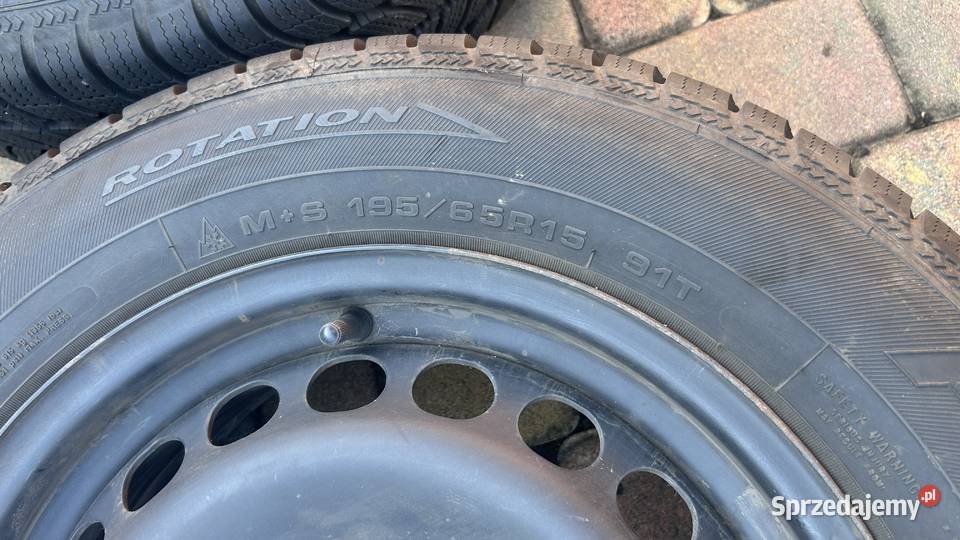 ROTATION
M+S 195/65R15 91T
SAFETY WARNING
Sprzedajemy.pl